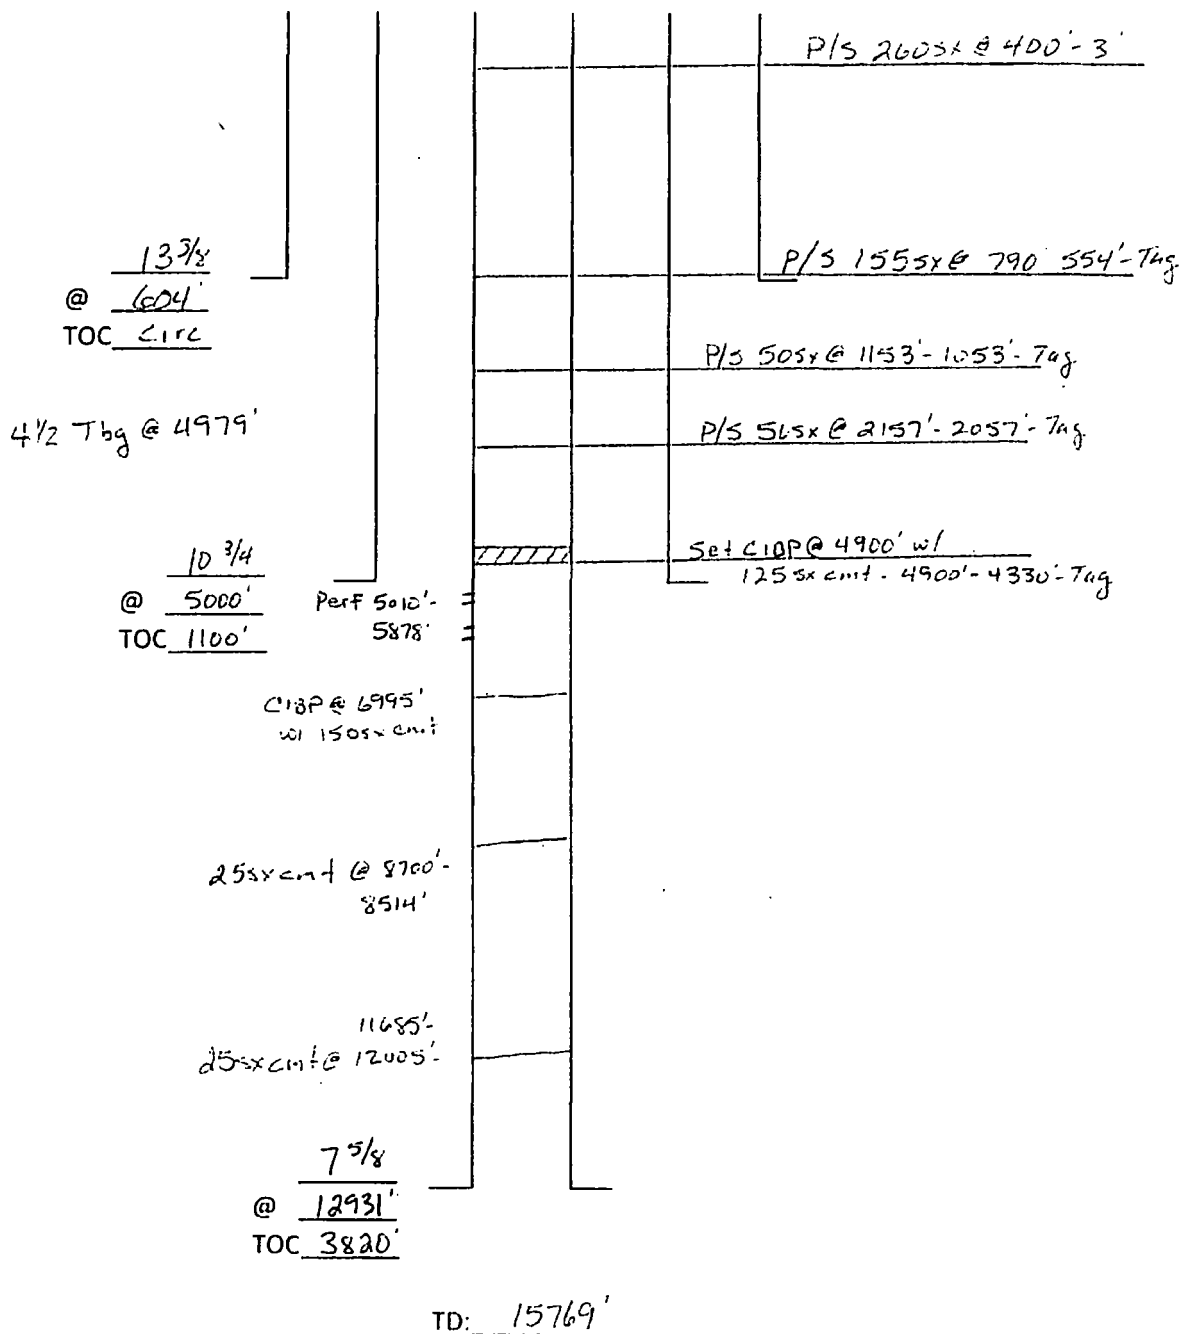 P/S 260sx @ 400'-3'
13 3/8
@ 604'
TOC Circ
P/S 155sx @ 790 554'-Tag
P/S 50sx @ 1153'-1053'-Tag
4 1/2 Tbg @ 4979'
P/S 56sx @ 2157'-2057'-Tag
10 3/4
@ 5000'
TOC 1100'
Set CIBP @ 4900' w/
125sx cmt - 4900'-4330'-Tag
Perf 5010'-
5878'
CIBP @ 6995'
w/ 150sx cmt
25sx cmt @ 8700'-
8514'
11685'-
25sx cmt @ 12005'-
7 5/8
@ 12931'
TOC 3820'
TD: 15769'